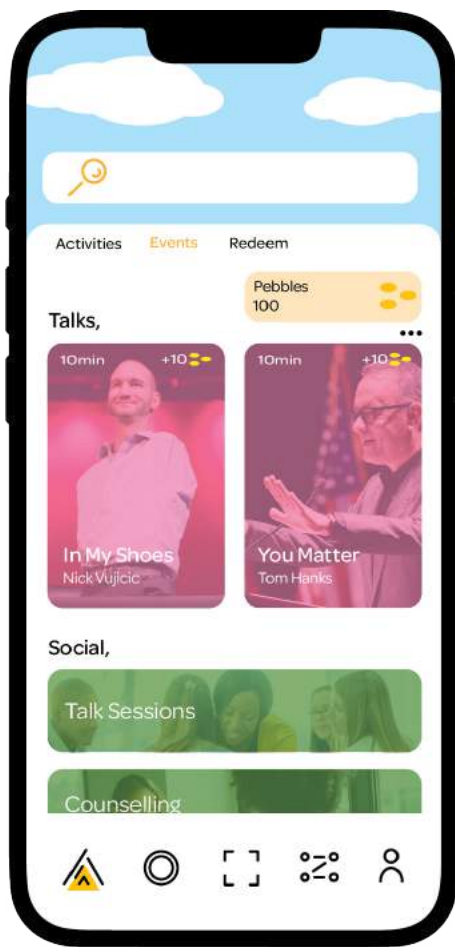 Activities Events Redeem
Pebbles
100
Talks,
10min +10
In My Shoes
Nick Vujicic
10min +10
You Matter
Tom Hanks
Social,
Talk Sessions
Counselling